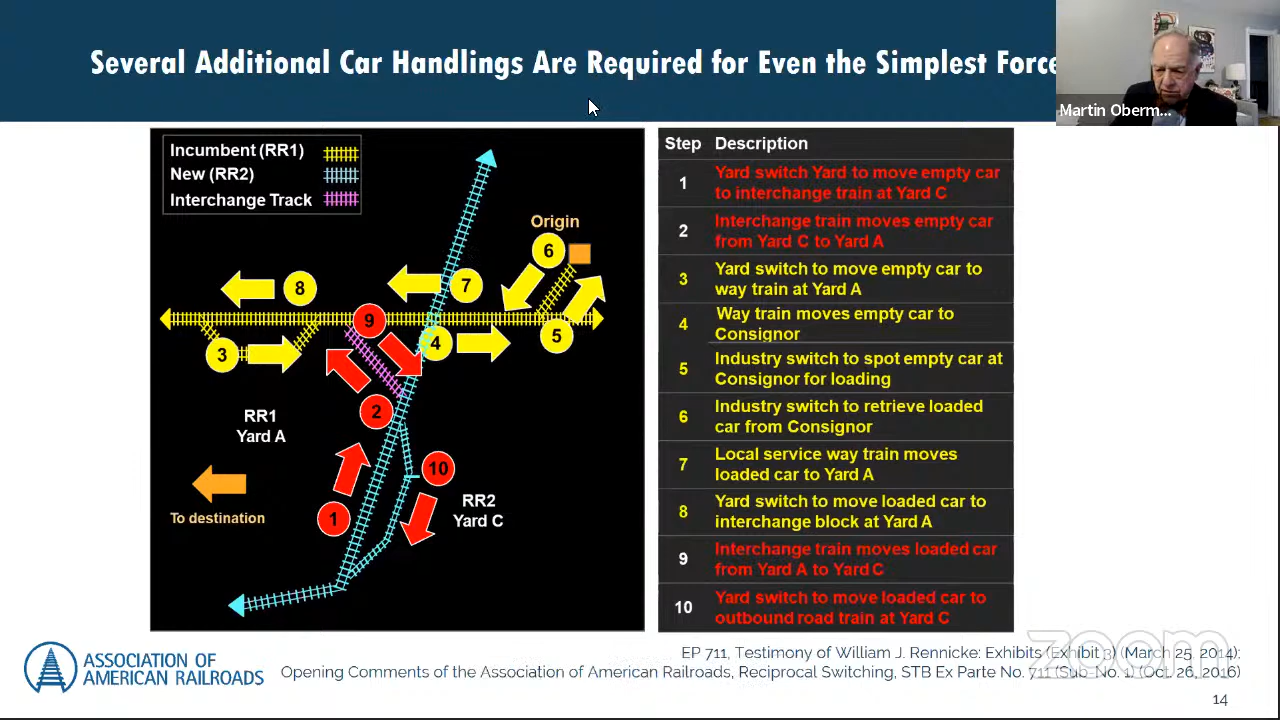 Several Additional Car Handlings Are Required for Even the Simplest Force
Martin Oberm...
Incumbent (RR1)
New (RR2)
Interchange Track
Origin
6
8
7
9
3
4
5
2
RR1
Yard A
10
To destination
1
RR2
Yard C
Step Description
1 Yard switch Yard to move empty car
to interchange train at Yard C
2 Interchange train moves empty car
from Yard C to Yard A
3 Yard switch to move empty car to
way train at Yard A
4 Way train moves empty car to
Consignor
5 Industry switch to spot empty car at
Consignor for loading
6 Industry switch to retrieve loaded
car from Consignor
7 Local service way train moves
loaded car to Yard A
8 Yard switch to move loaded car to
interchange block at Yard A
9 Interchange train moves loaded car
from Yard A to Yard C
10 Yard switch to move loaded car to
outbound road train at Yard C
ASSOCIATION OF
AMERICAN RAILROADS
EP 711, Testimony of William J. Rennicke: Exhibits (Exhibit 3) (March 25, 2014);
Opening Comments of the Association of American Railroads, Reciprocal Switching, STB Ex Parte No. 711 (Sub-No. 1) (Oct. 26, 2016)
zoom
14